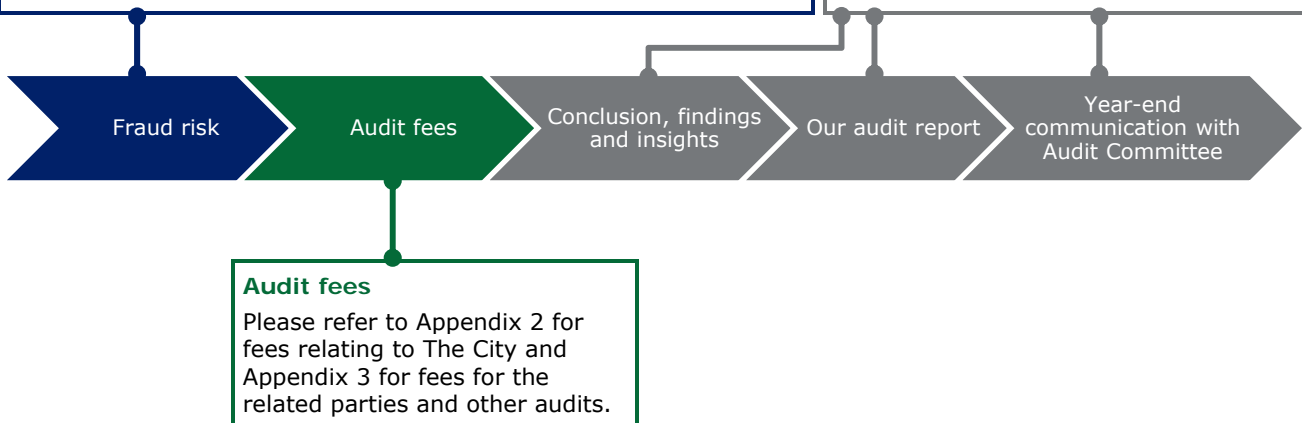 Fraud risk
Audit fees
Conclusion, findings
and insights
Our audit report
Year-end
communication with
Audit Committee
Audit fees
Please refer to Appendix 2 for
fees relating to The City and
Appendix 3 for fees for the
related parties and other audits.